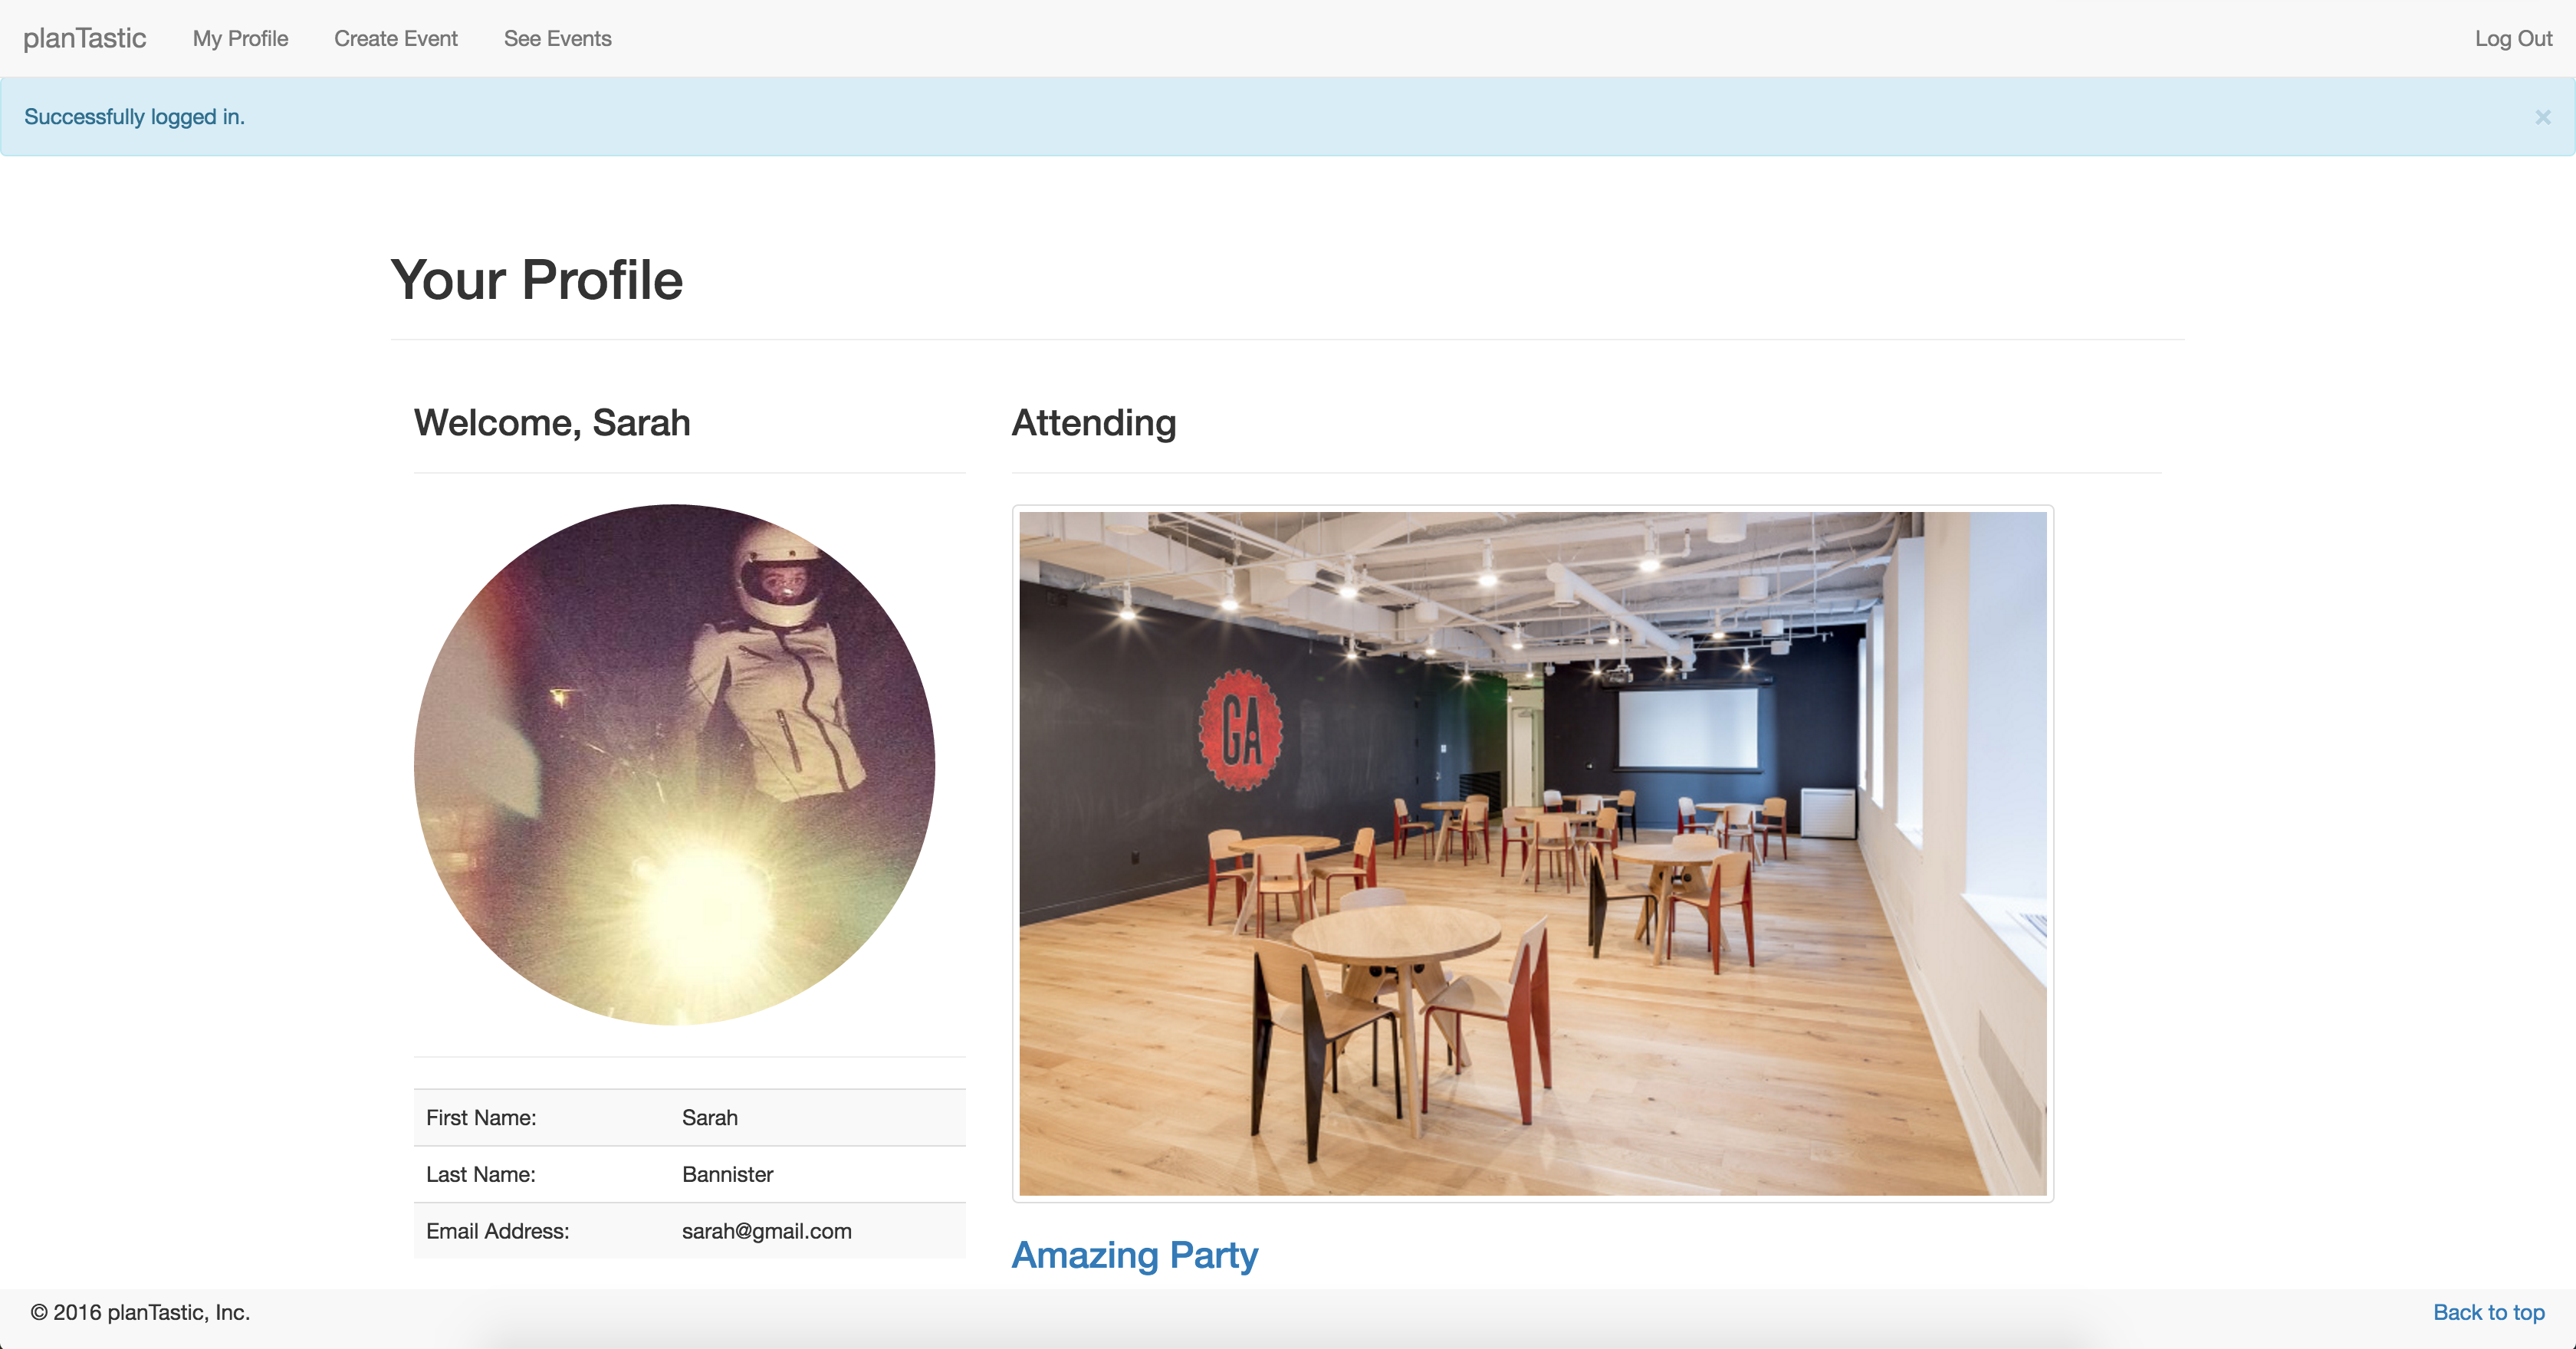 planTastic My Profile Create Event See Events Log Out
Successfully logged in. ×
Your Profile
Welcome, Sarah
First Name: Sarah
Last Name: Bannister
Email Address: sarah@gmail.com
Attending
GA
Amazing Party
© 2016 planTastic, Inc. Back to top